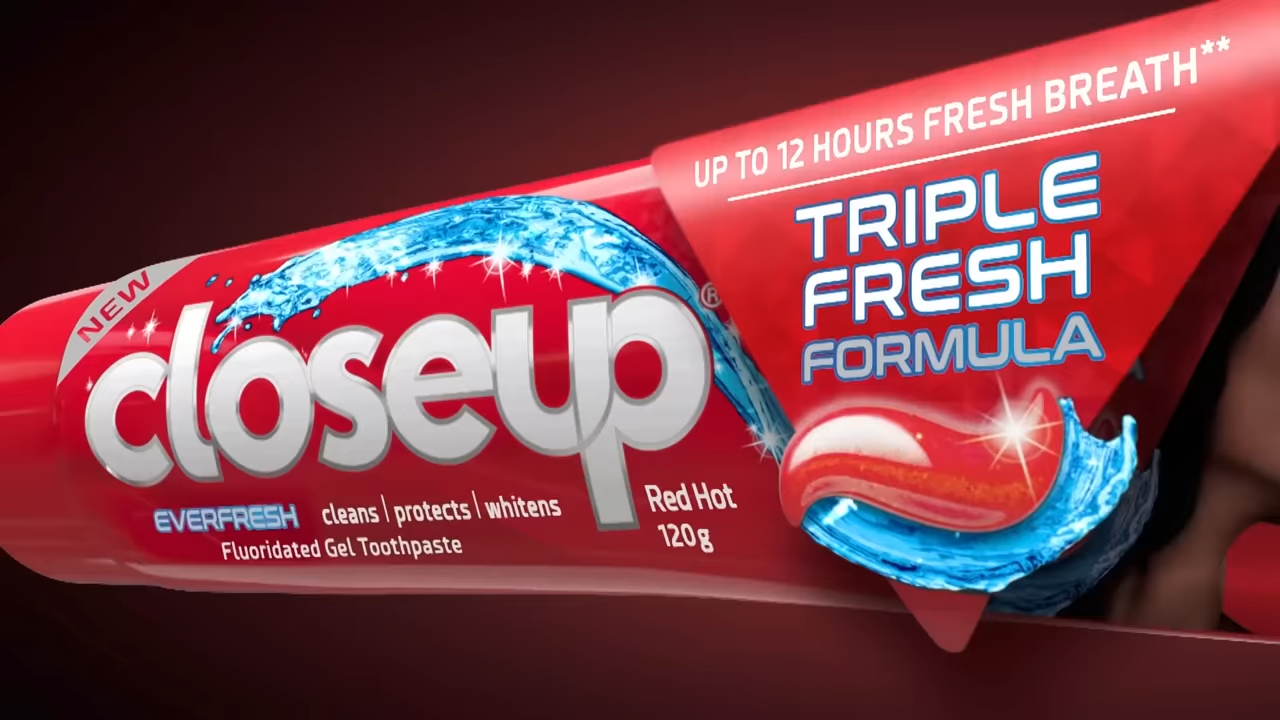 UP TO 12 HOURS FRESH BREATH**
TRIPLE
FRESH
FORMULA
NEW
closeup®
EVERFRESH cleans | protects | whitens
Fluoridated Gel Toothpaste
Red Hot
120g